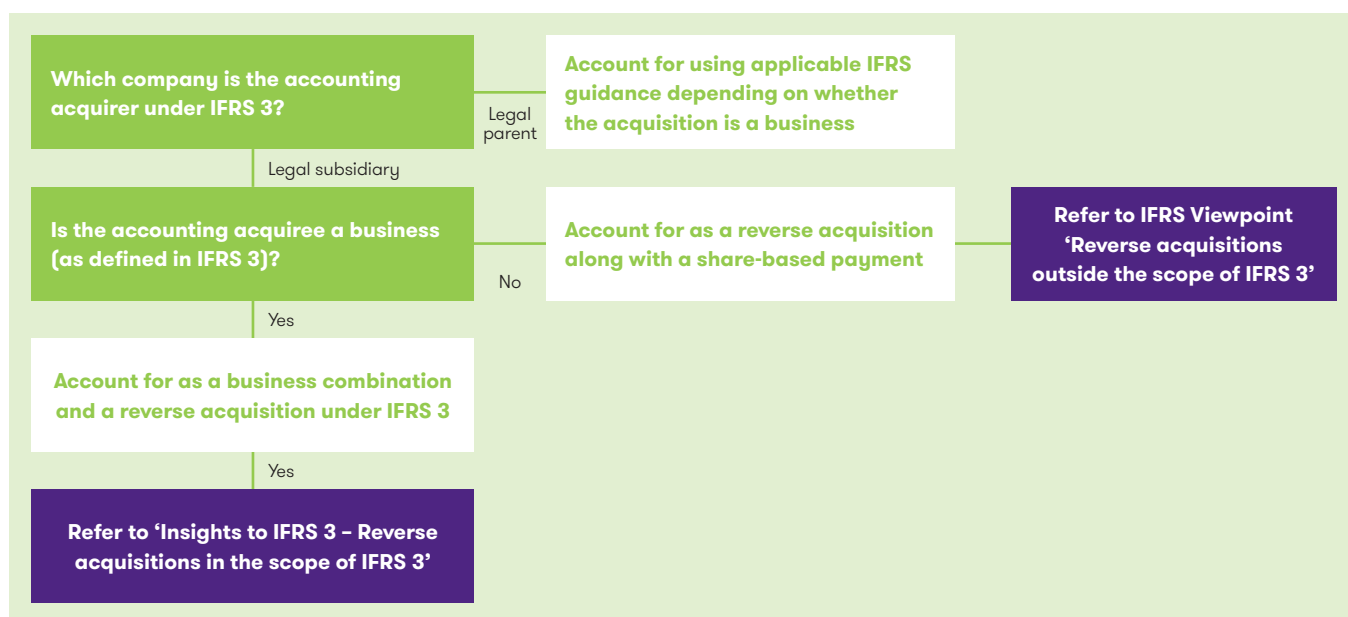 Which company is the accounting
acquirer under IFRS 3?
Legal
parent
Account for using applicable IFRS
guidance depending on whether
the acquisition is a business
Legal subsidiary
Is the accounting acquiree a business
(as defined in IFRS 3)?
No
Account for as a reverse acquisition
along with a share-based payment
Refer to IFRS Viewpoint
‘Reverse acquisitions
outside the scope of IFRS 3’
Yes
Account for as a business combination
and a reverse acquisition under IFRS 3
Yes
Refer to ‘Insights to IFRS 3 – Reverse
acquisitions in the scope of IFRS 3’